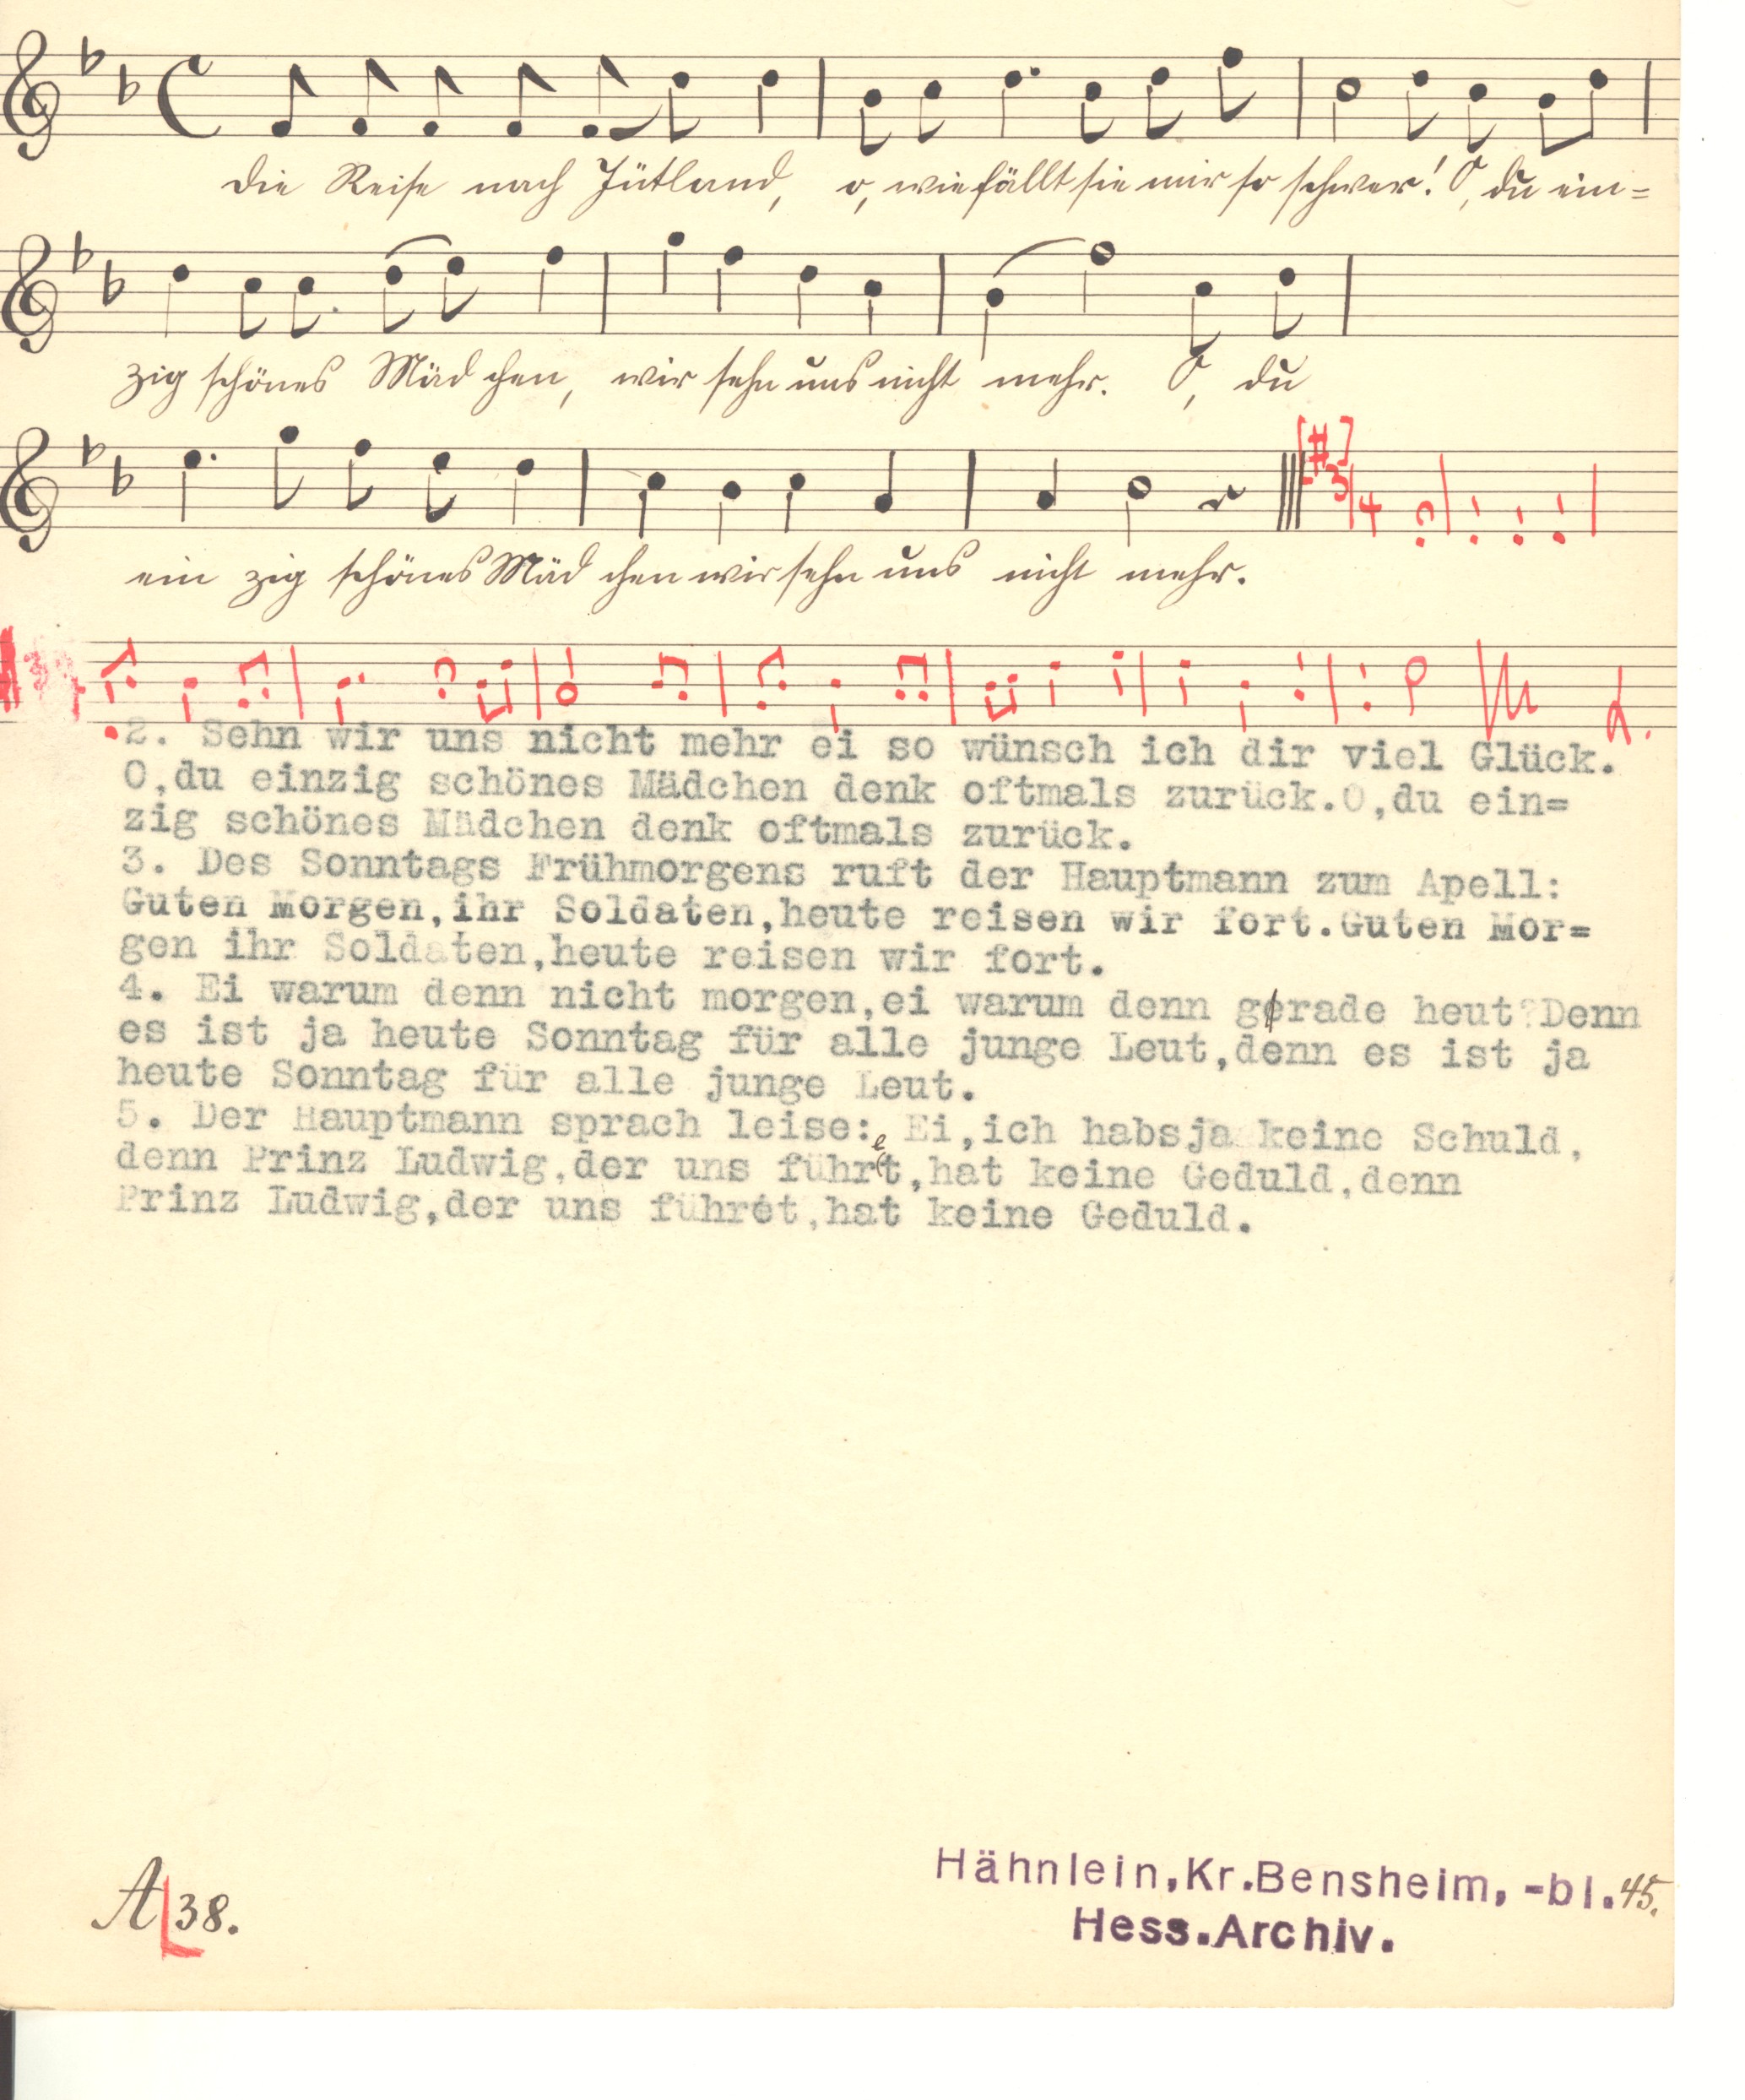 Die Reise nach Jütland, o, wie fällt sie mir so schwer! O, du ein=
zig schönes Mäd chen, wir sehn uns nicht mehr. O, du
3
4
ein zig schönes Mäd chen wir sehn uns nicht mehr.
2. Sehn wir uns nicht mehr ei so wünsch ich dir viel Glück.
O,du einzig schönes Mädchen denk oftmals zurück.O,du ein=
zig schönes Mädchen denk oftmals zurück.
3. Des Sonntags Frühmorgens ruft der Hauptmann zum Apell:
Guten Morgen,ihr Soldaten,heute reisen wir fort.Guten Mor=
gen ihr Soldaten,heute reisen wir fort.
4. Ei warum denn nicht morgen,ei warum denn gerade heut?Denn
es ist ja heute Sonntag für alle junge Leut,denn es ist ja
heute Sonntag für alle junge Leut.
5. Der Hauptmann sprach leise: Ei,ich habsja keine Schuld,
denn Prinz Ludwig,der uns führet,hat keine Geduld,denn
Prinz Ludwig,der uns führet,hat keine Geduld.
A 38.
Hähnlein,Kr.Bensheim,-bl.45.
Hess.Archiv.